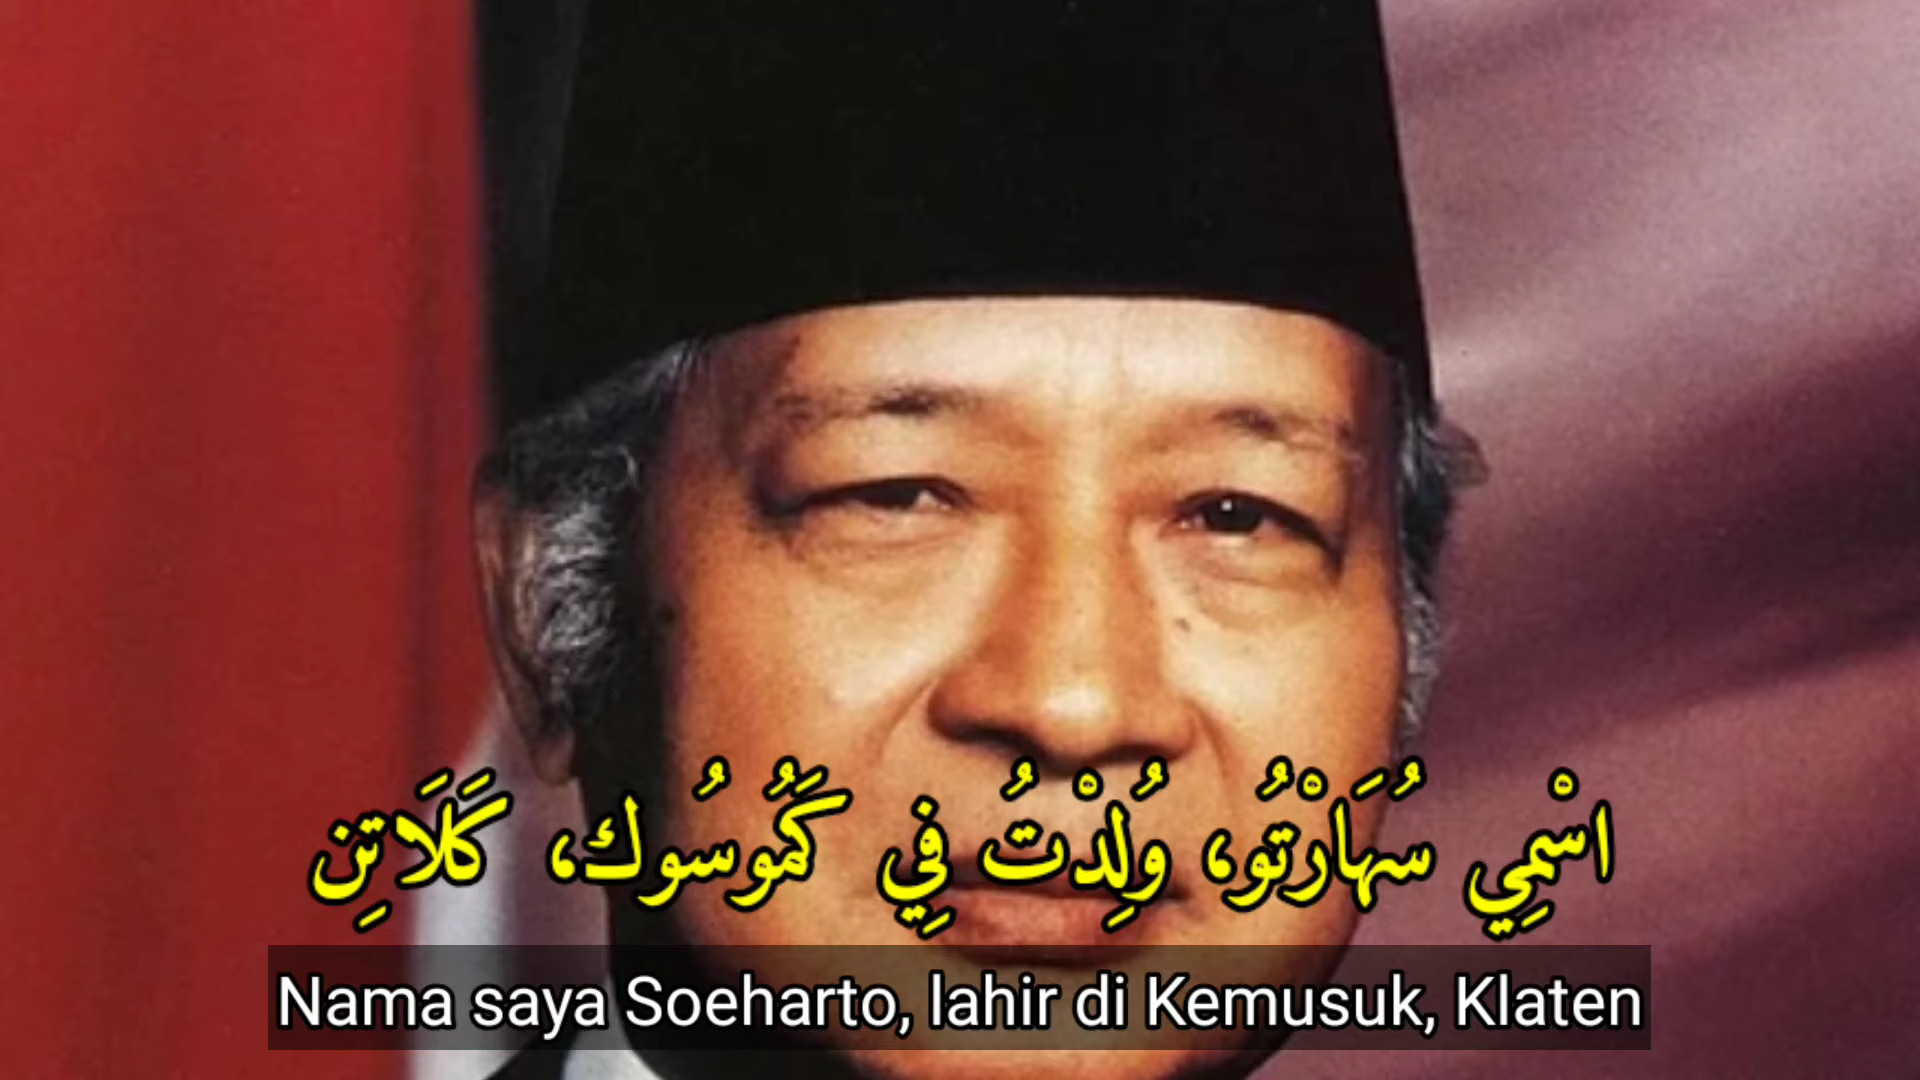 اسْمِي سُهَارْتُو، وُلِدْتُ فِي كَمُوسُوك، كَلَاتِن
Nama saya Soeharto, lahir di Kemusuk, Klaten